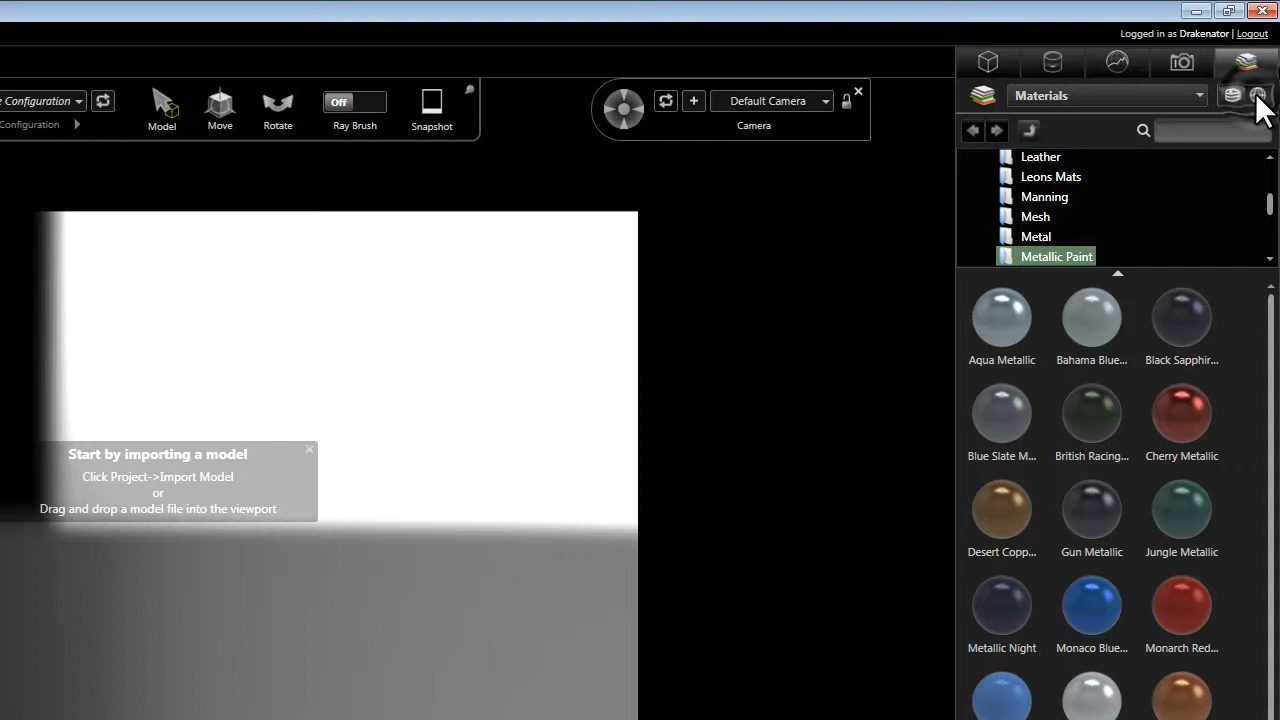 Logged in as Drakenator | Logout
Configuration
Configuration
Model
Move
Rotate
Off
Ray Brush
Snapshot
Default Camera
Camera
Materials
Leather
Leons Mats
Manning
Mesh
Metal
Metallic Paint
Aqua Metallic
Bahama Blue...
Black Sapphir...
Blue Slate M...
British Racing...
Cherry Metallic
Desert Copp...
Gun Metallic
Jungle Metallic
Metallic Night
Monaco Blue...
Monarch Red...
Start by importing a model
Click Project->Import Model
or
Drag and drop a model file into the viewport